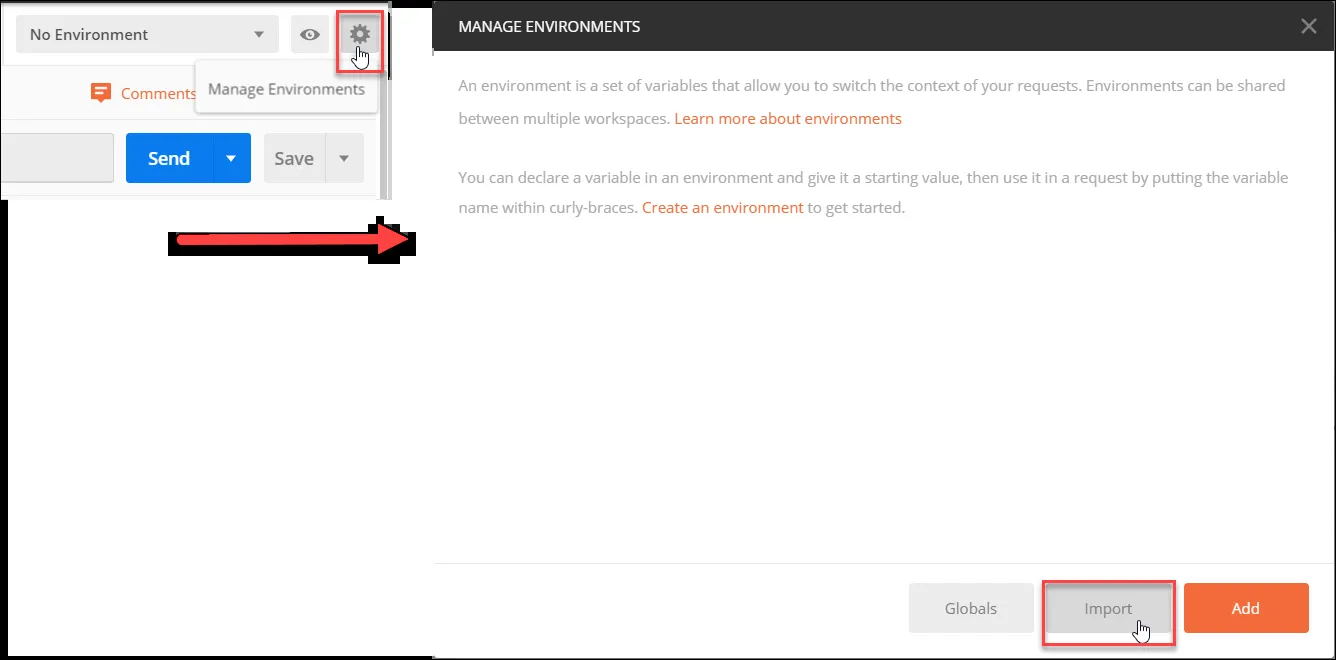 No Environment
Manage Environments
Comments
Send
Save
MANAGE ENVIRONMENTS
An environment is a set of variables that allow you to switch the context of your requests. Environments can be shared
between multiple workspaces. Learn more about environments
You can declare a variable in an environment and give it a starting value, then use it in a request by putting the variable
name within curly-braces. Create an environment to get started.
Globals
Import
Add